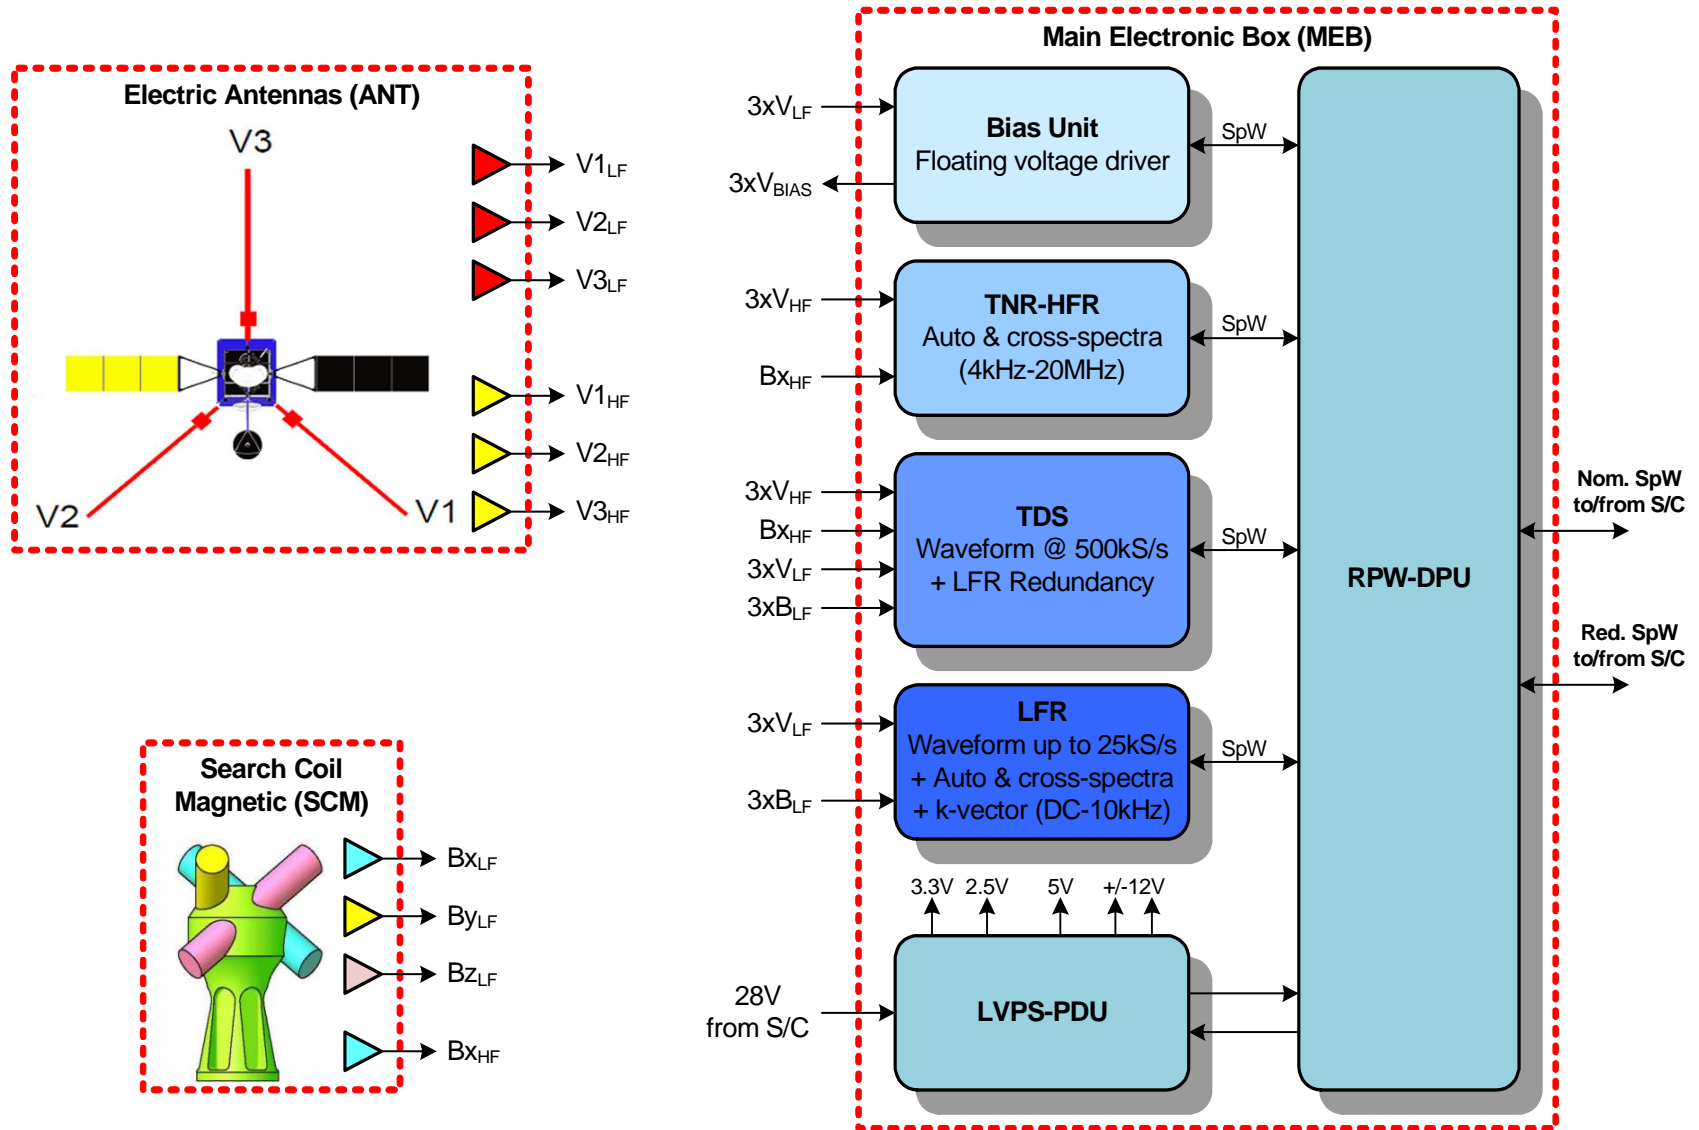 Electric Antennas (ANT)
V3
V2
V1
V1LF
V2LF
V3LF
V1HF
V2HF
V3HF
Search Coil
Magnetic (SCM)
BxLF
ByLF
BzLF
BxHF
Main Electronic Box (MEB)
3xVLF
3xVBIAS
Bias Unit
Floating voltage driver
SpW
3xVHF
BxHF
TNR-HFR
Auto & cross-spectra
(4kHz-20MHz)
SpW
3xVHF
BxHF
3xVLF
3xBLF
TDS
Waveform @ 500kS/s
+ LFR Redundancy
SpW
3xVLF
3xBLF
LFR
Waveform up to 25kS/s
+ Auto & cross-spectra
+ k-vector (DC-10kHz)
SpW
3.3V 2.5V 5V +/-12V
28V
from S/C
LVPS-PDU
RPW-DPU
Nom. SpW
to/from S/C
Red. SpW
to/from S/C